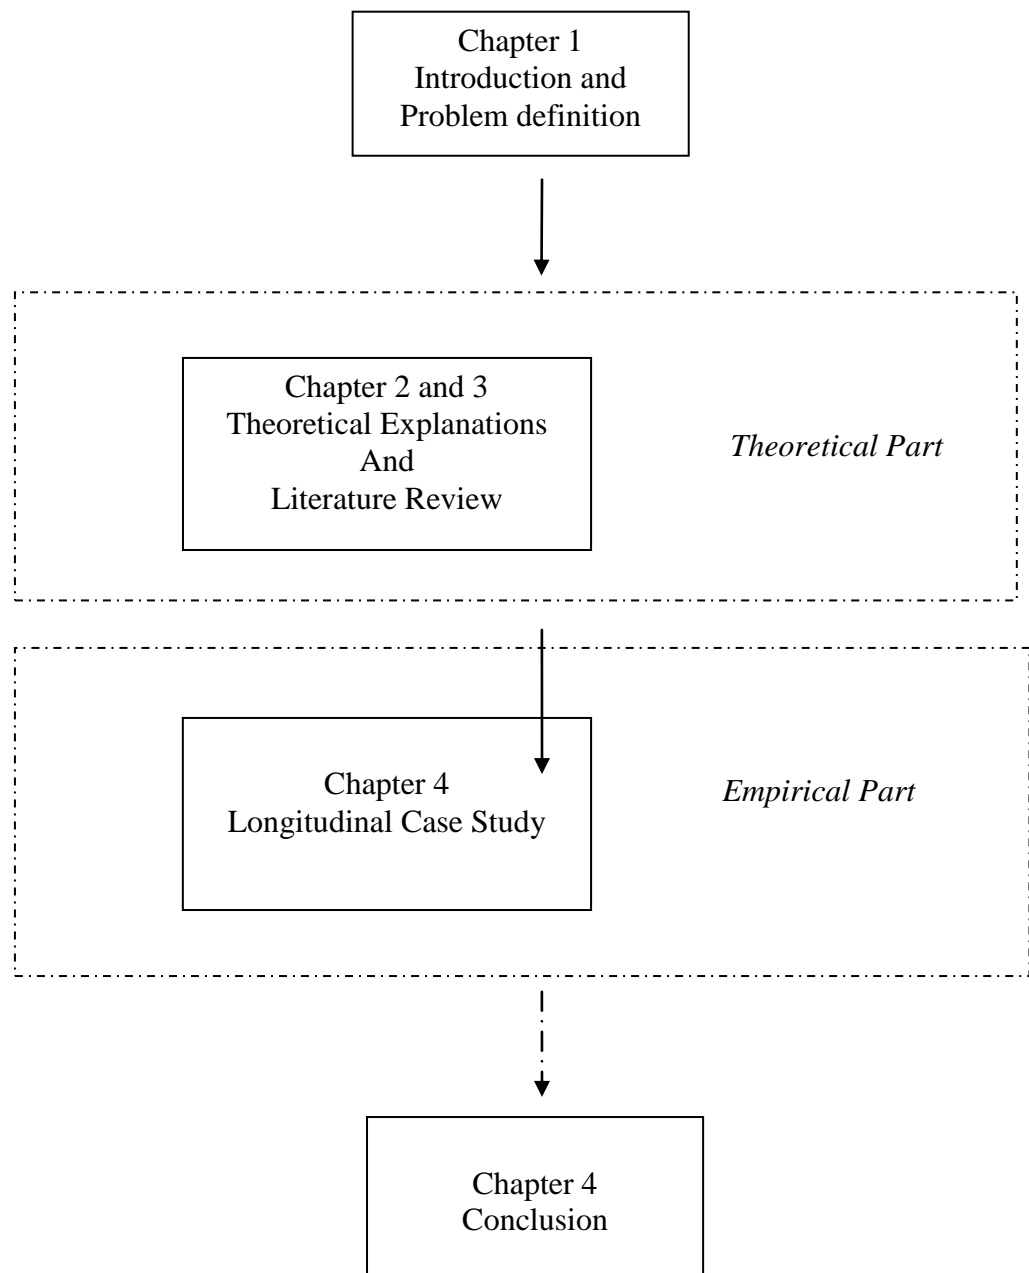 Chapter 1
Introduction and
Problem definition
Chapter 2 and 3
Theoretical Explanations
And
Literature Review
Theoretical Part
Chapter 4
Longitudinal Case Study
Empirical Part
Chapter 4
Conclusion